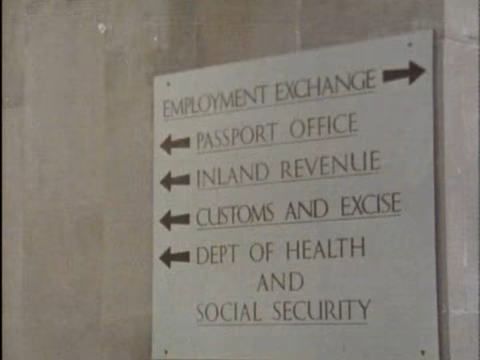 EMPLOYMENT EXCHANGE
PASSPORT OFFICE
INLAND REVENUE
CUSTOMS AND EXCISE
DEPT OF HEALTH
AND
SOCIAL SECURITY